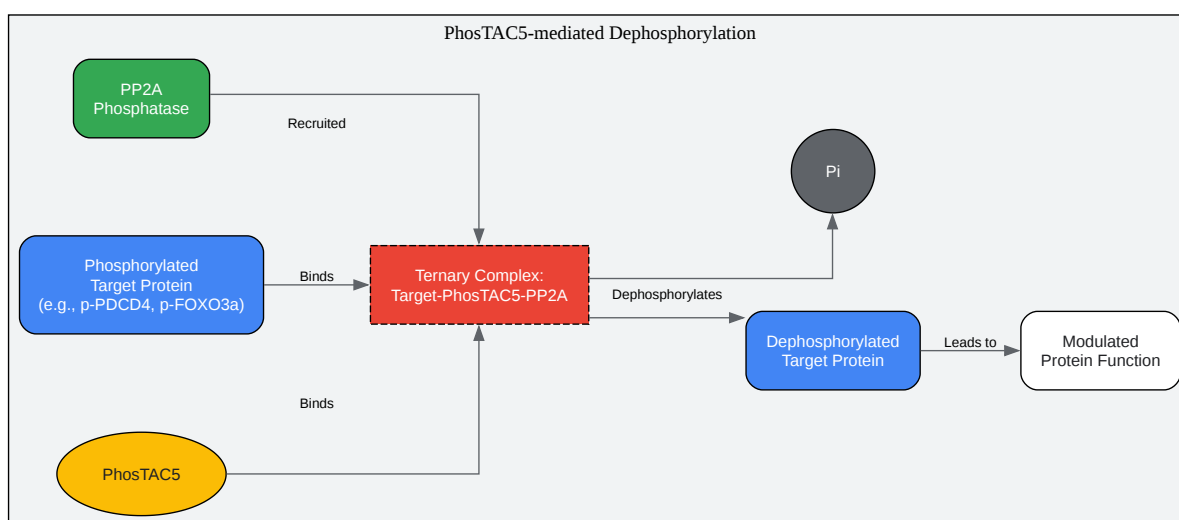 PhosTAC5-mediated Dephosphorylation
PP2A
Phosphatase
Recruited
Pi
Phosphorylated
Target Protein
(e.g., p-PDCD4, p-FOXO3a)
Binds
Ternary Complex:
Target-PhosTAC5-PP2A
Dephosphorylates
Dephosphorylated
Target Protein
Leads to
Modulated
Protein Function
Binds
PhosTAC5